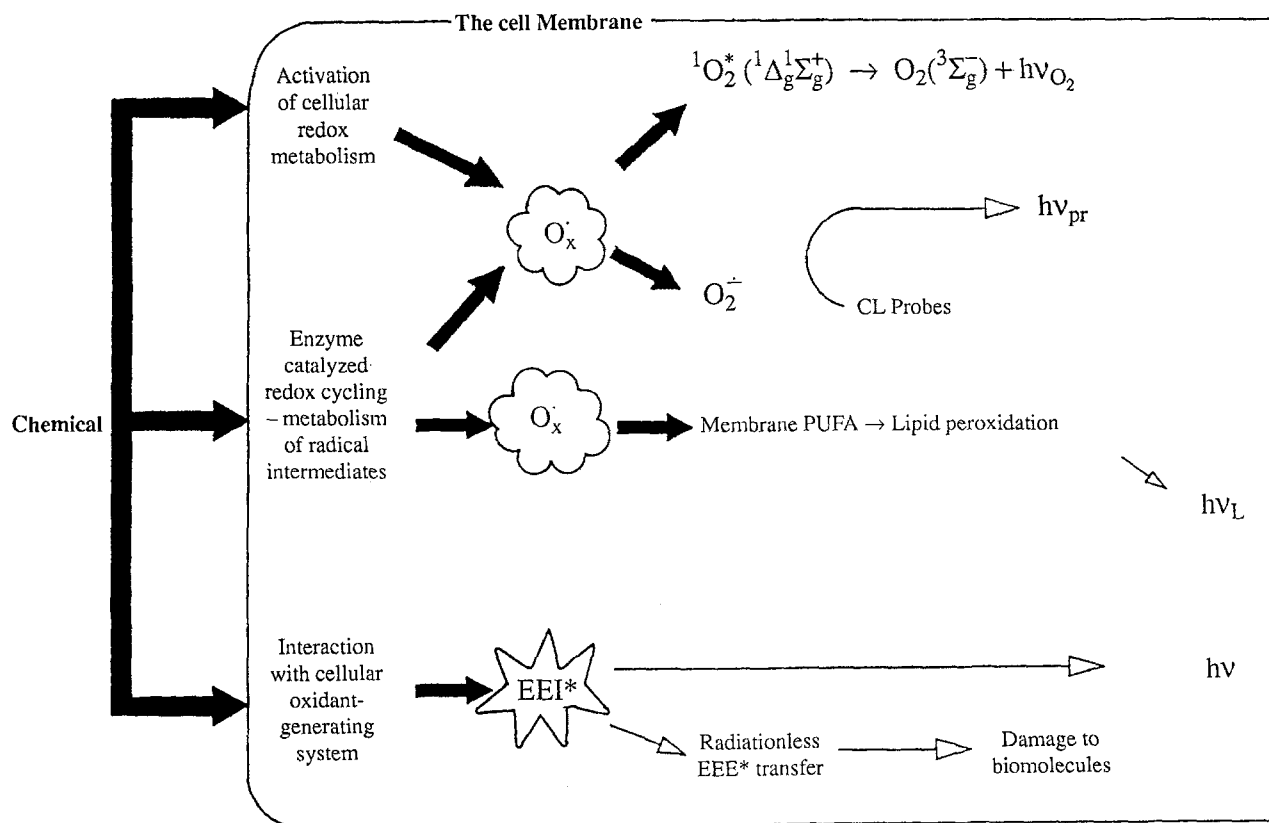 The cell Membrane
Activation
of cellular
redox
metabolism
¹O₂* (¹Δg¹Σg⁺) → O₂(³Σg⁻) + hνO₂
Oẋ
hνpr
O₂∸
CL Probes
Chemical
Enzyme
catalyzed
redox cycling
– metabolism
of radical
intermediates
Oẋ
Membrane PUFA → Lipid peroxidation
hνL
Interaction
with cellular
oxidant-
generating
system
EEI*
hν
Radiationless
EEE* transfer
Damage to
biomolecules